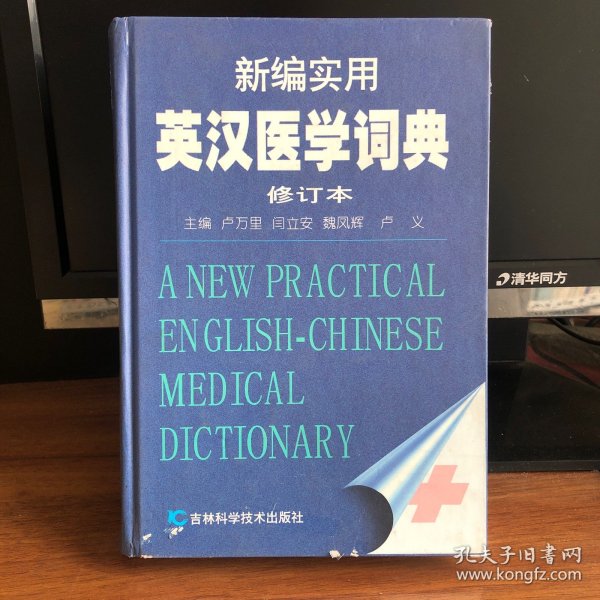 新编实用
英汉医学词典
修订本
主编 卢万里 闫立安 魏凤辉 卢 义
A NEW PRACTICAL
ENGLISH-CHINESE
MEDICAL
DICTIONARY
吉林科学技术出版社
清华同方
孔夫子旧书网
www.kongfz.com